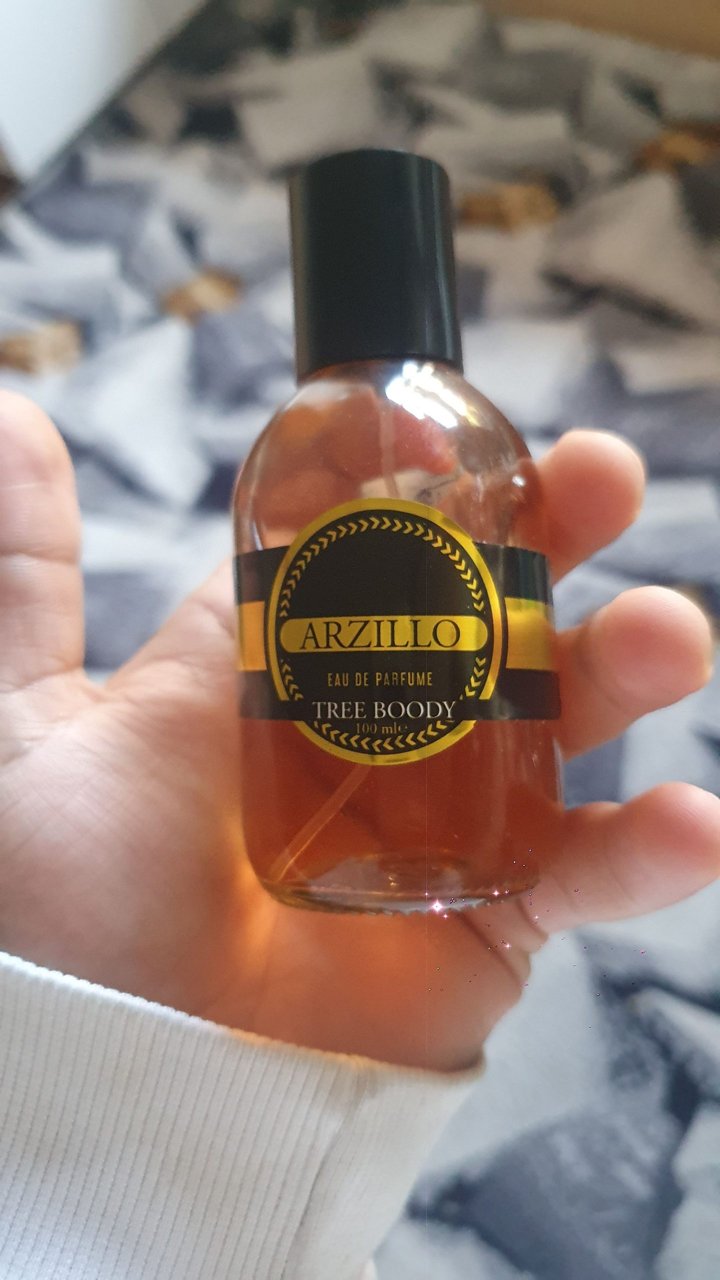 ARZILLO
EAU DE PARFUME
TREE BOODY
100 ml e